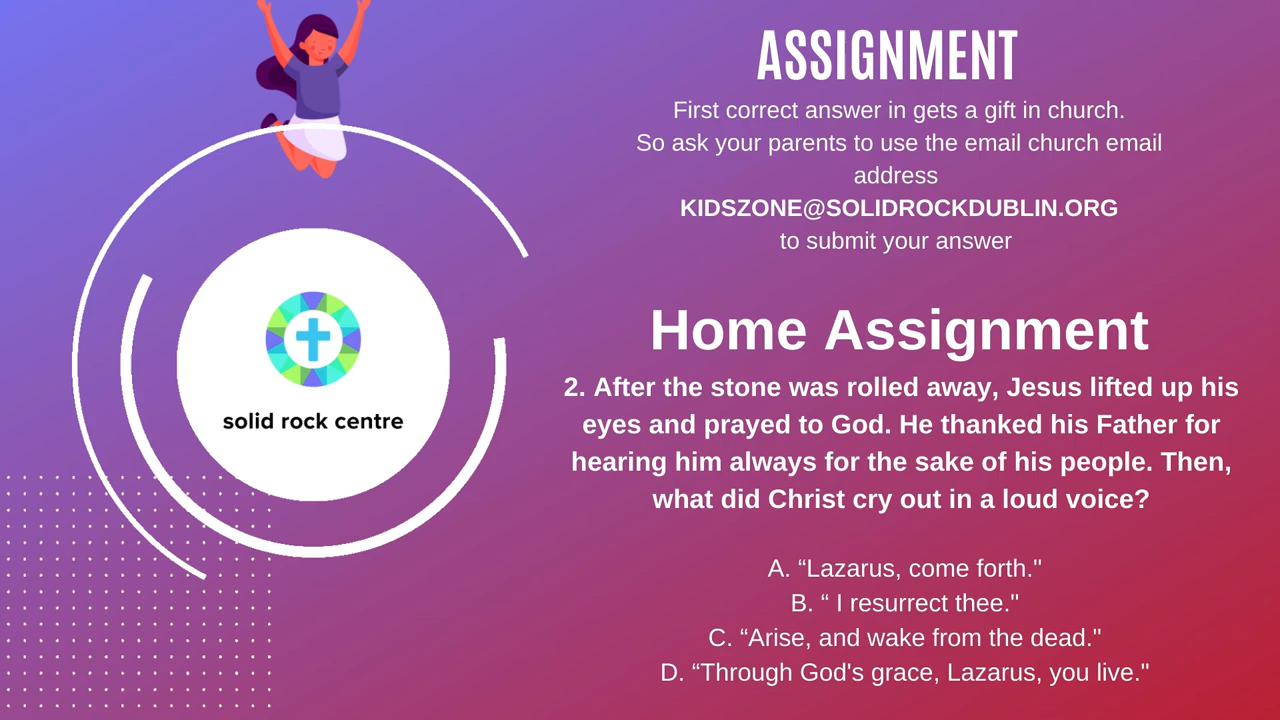 ASSIGNMENT
First correct answer in gets a gift in church.
So ask your parents to use the email church email
address
KIDSZONE@SOLIDROCKDUBLIN.ORG
to submit your answer
solid rock centre
Home Assignment
2. After the stone was rolled away, Jesus lifted up his
eyes and prayed to God. He thanked his Father for
hearing him always for the sake of his people. Then,
what did Christ cry out in a loud voice?
A. “Lazarus, come forth."
B. “ I resurrect thee."
C. “Arise, and wake from the dead."
D. “Through God's grace, Lazarus, you live."